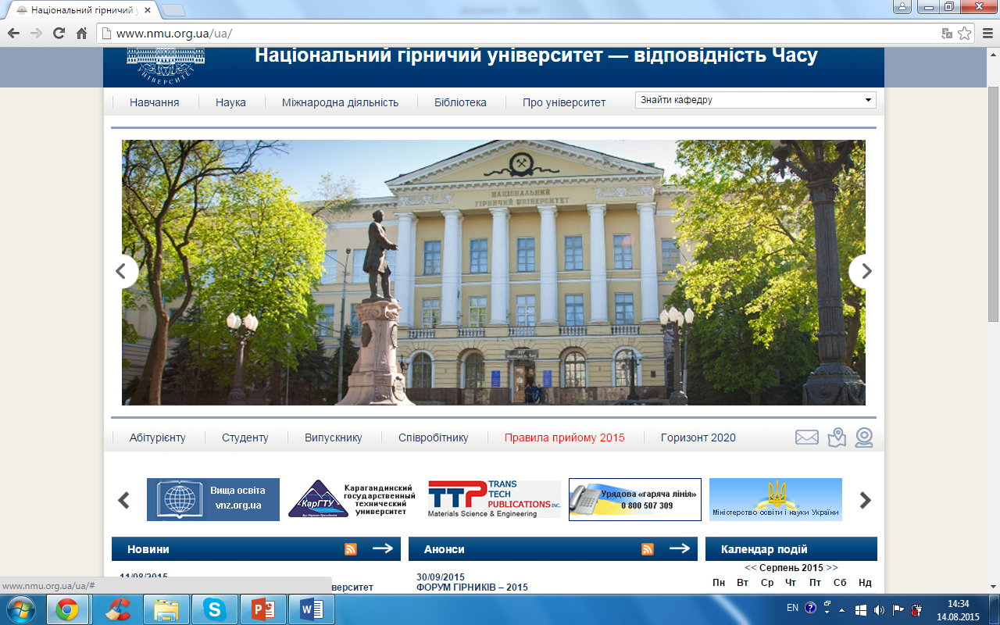 Національний гірничий у
www.nmu.org.ua/ua/
УНІВЕРСИТЕТ
Національний гірничий університет — відповідність Часу
Навчання
Наука
Міжнародна діяльність
Бібліотека
Про університет
Знайти кафедру
НАЦІОНАЛЬНИЙ
ГІРНИЧИЙ УНІВЕРСИТЕТ
Абітурієнту
Студенту
Випускнику
Співробітнику
Правила прийому 2015
Горизонт 2020
Вища освіта
vnz.org.ua
КарГТУ
Карагандинский
государственный
технический
университет
TTP
TRANS
TECH
PUBLICATIONS INC.
Materials Science & Engineering
Урядова «гаряча лінія»
0 800 507 309
Міністерство освіти і науки України
Новини
Анонси
Календар подій
11/08/2015
верситет
30/09/2015
ФОРУМ ГІРНИКІВ – 2015
<< Серпень 2015 >>
Пн Вт Ср Чт Пт Сб Нд
www.nmu.org.ua/ua/#
EN
14:34
14.08.2015